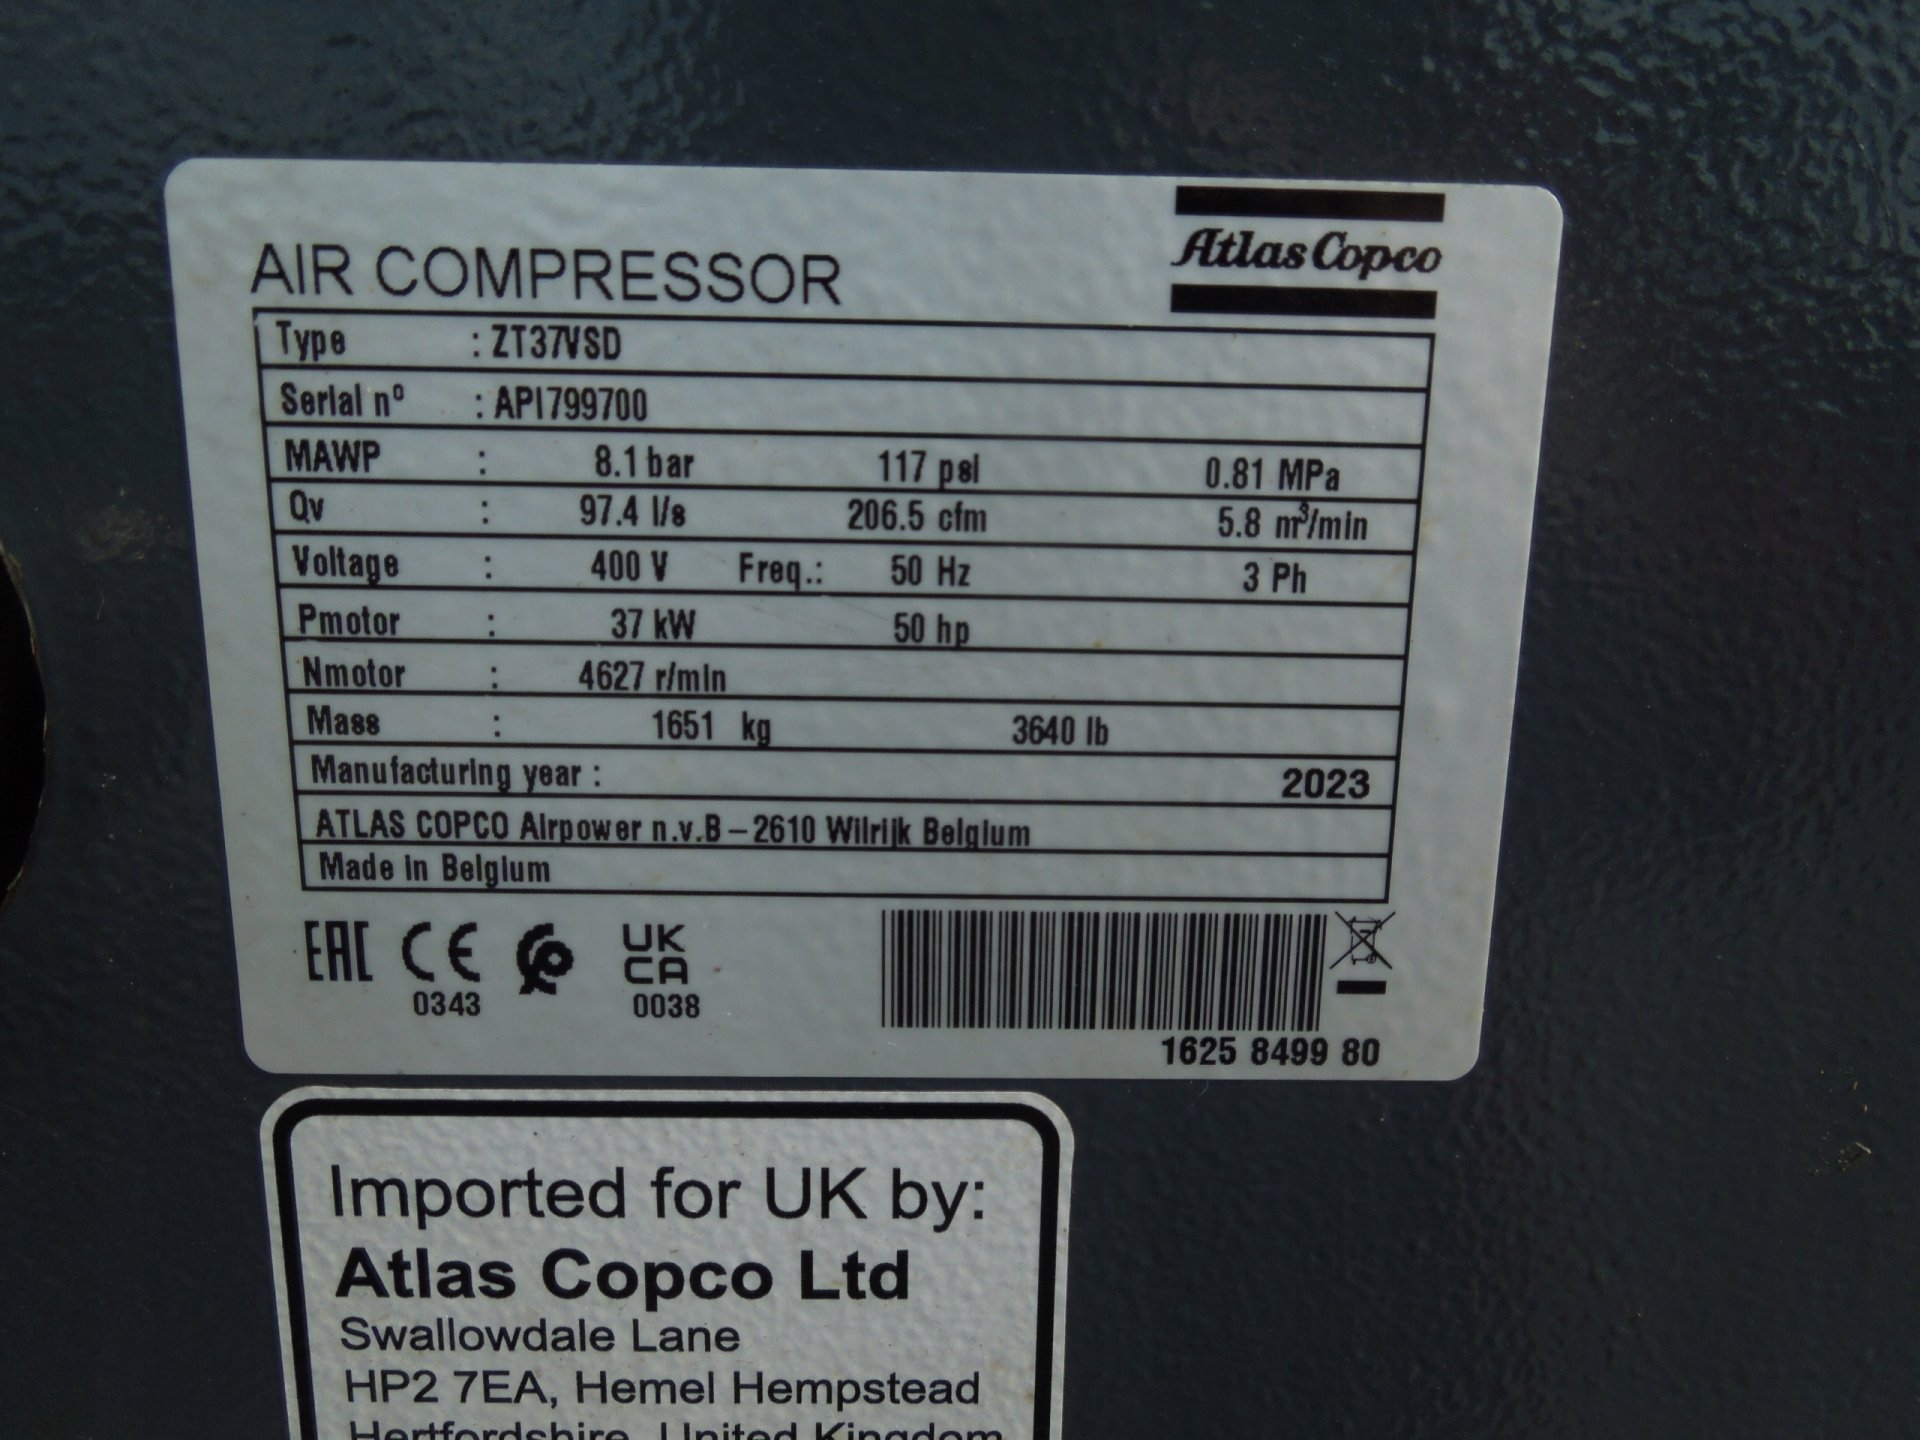 Atlas Copco
AIR COMPRESSOR
Type : ZT37VSD
Serial nº : API799700
MAWP : 8.1 bar 117 psi 0.81 MPa
Qv : 97.4 l/s 206.5 cfm 5.8 m³/min
Voltage : 400 V Freq.: 50 Hz 3 Ph
Pmotor : 37 kW 50 hp
Nmotor : 4627 r/min
Mass : 1651 kg 3640 lb
Manufacturing year : 2023
ATLAS COPCO Airpower n.v.B – 2610 Wilrijk Belgium
Made in Belgium
EAC CE UK
CA
0343 0038
1625 8499 80
Imported for UK by:
Atlas Copco Ltd
Swallowdale Lane
HP2 7EA, Hemel Hempstead
Hertfordshire, United Kingdom